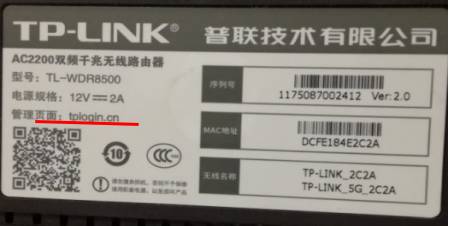 TP-LINK 普联技术有限公司
AC2200双频千兆无线路由器
型号：TL-WDR8500
电源规格：12V⎓2A
管理页面：tplogin.cn
序列号
1175087002412 Ver:2.0
MAC地址
DCFE184E2C2A
无线名称
TP-LINK_2C2A
TP-LINK_5G_2C2A
10